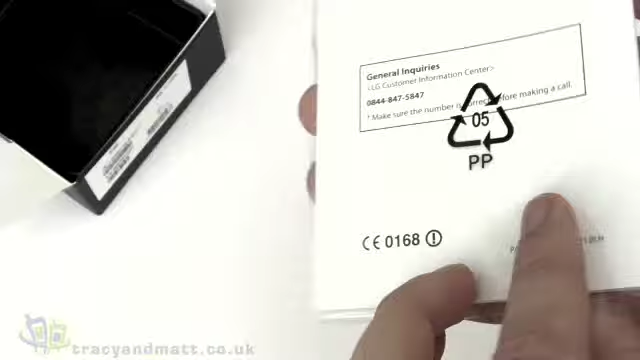 General Inquiries
<LG Customer Information Center>
0844-847-5847
* Make sure the number is correct before making a call.
05
PP
CE 0168
tracyandmatt.co.uk